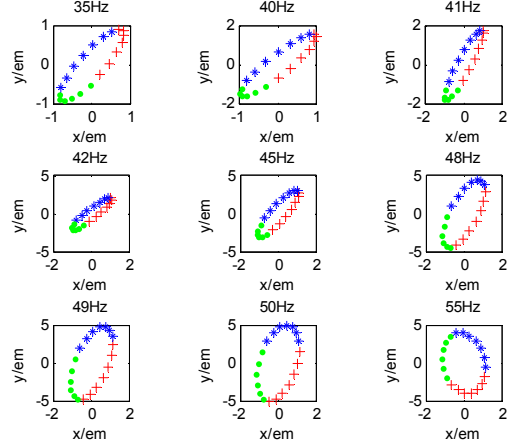 35Hz 40Hz 41Hz
y/em 1 0 -1 y/em 2 0 -2 y/em 2 0 -2
-1 0 1 -1 0 1 -2 0 2
x/em x/em x/em
42Hz 45Hz 48Hz
y/em 5 0 -5 y/em 5 0 -5 y/em 5 0 -5
-2 0 2 -2 0 2 -2 0 2
x/em x/em x/em
49Hz 50Hz 55Hz
y/em 5 0 -5 y/em 5 0 -5 y/em 5 0 -5
-2 0 2 -2 0 2 -2 0 2
x/em x/em x/em